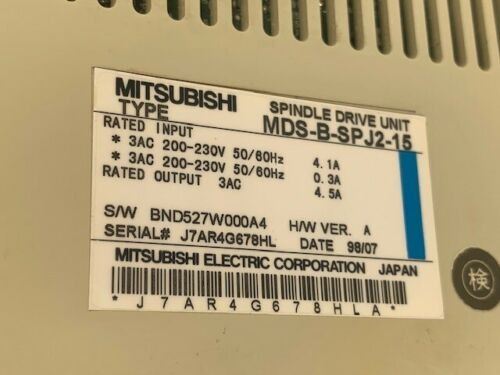 MITSUBISHI SPINDLE DRIVE UNIT
TYPE MDS-B-SPJ2-15
RATED INPUT
* 3AC 200-230V 50/60Hz 4.1A
* 3AC 200-230V 50/60Hz 0.3A
RATED OUTPUT 3AC 4.5A
S/W BND527W000A4 H/W VER. A
SERIAL# J7AR4G678HL DATE 98/07
MITSUBISHI ELECTRIC CORPORATION JAPAN
*J7AR4G678HLA*
検